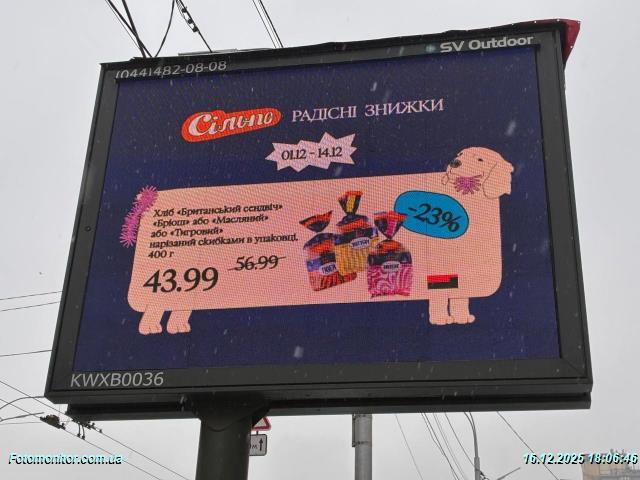 (044)482-08-08
SV Outdoor
Сільпо РАДІСНІ ЗНИЖКИ
01.12 - 14.12
Хліб «Британський сендвіч»
«Бріош» або «Масляний»
або «Тигровий»
нарізаний скибками в упаковці,
400 г
43.99 56.99
-23%
KWXB0036
Fotomonitor.com.ua
16.12.2025 18:06:46